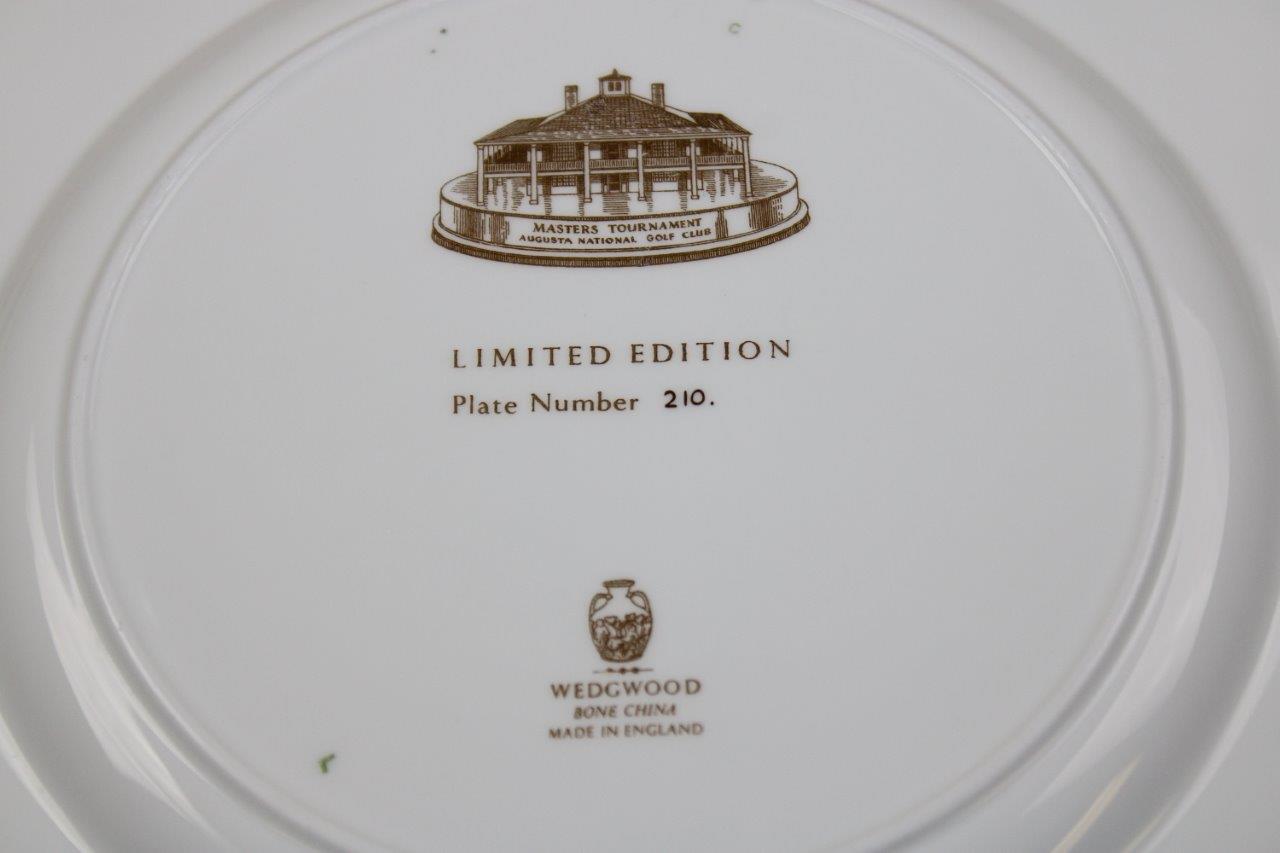 MASTERS TOURNAMENT
AUGUSTA NATIONAL GOLF CLUB
LIMITED EDITION
Plate Number 210.
WEDGWOOD
BONE CHINA
MADE IN ENGLAND